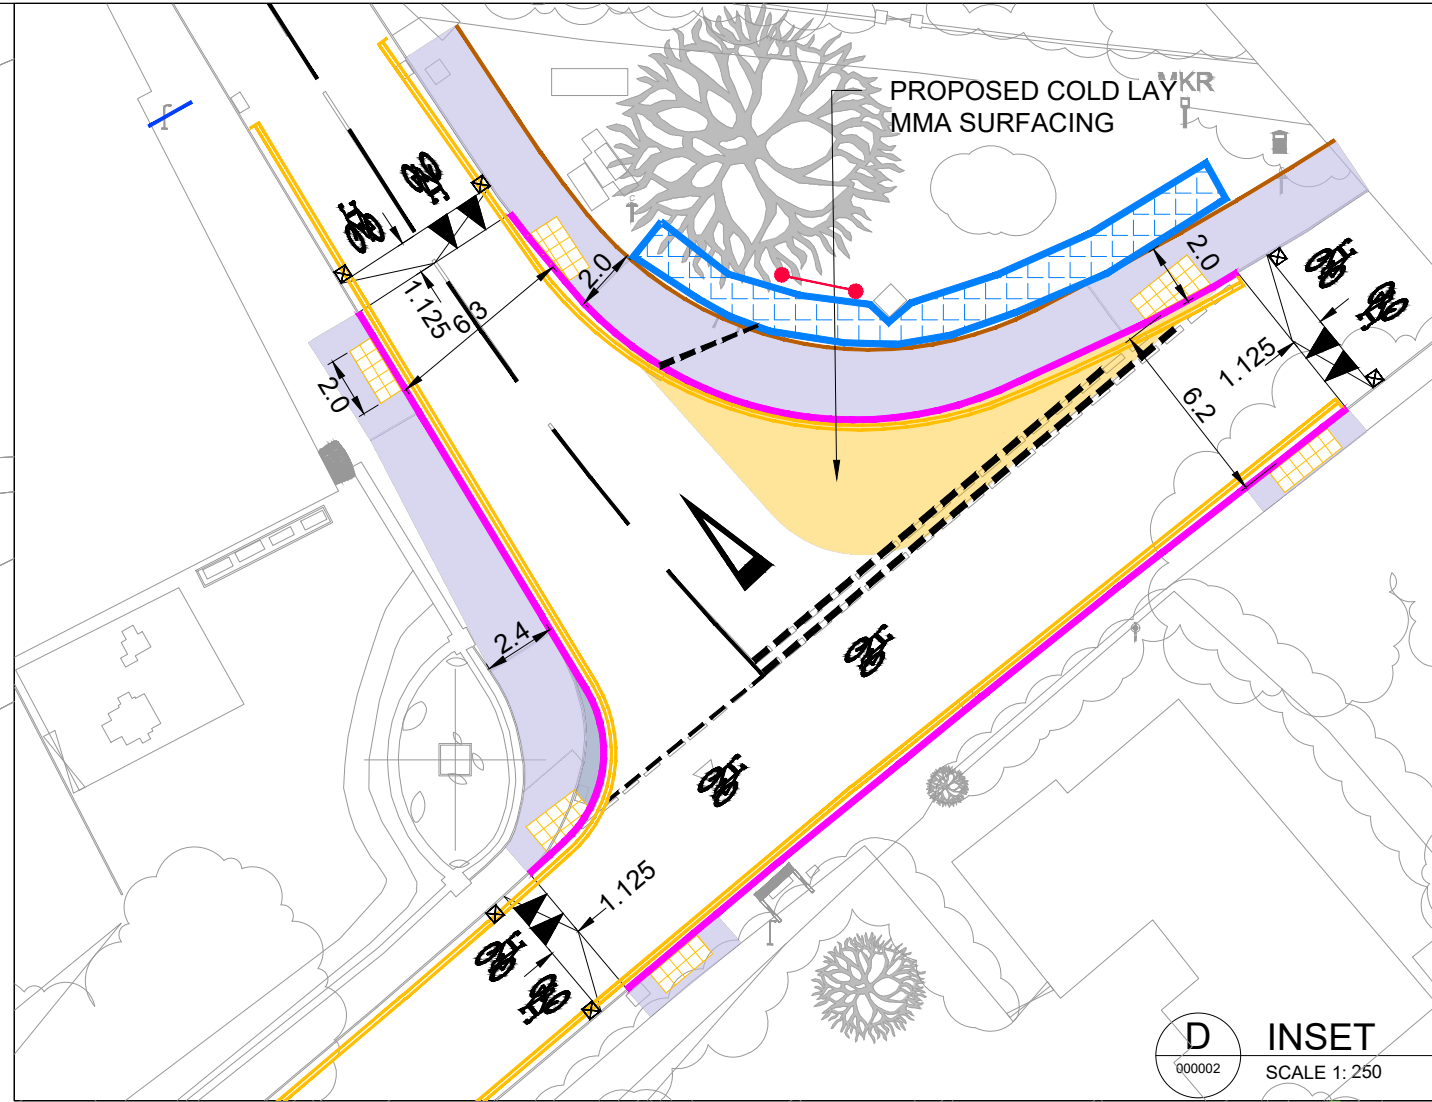 PROPOSED COLD LAY
MMA SURFACING
MKR
2.0
2.0
1.125
6.3
2.0
1.125
6.2
2.4
1.125
D
000002
INSET
SCALE 1: 250